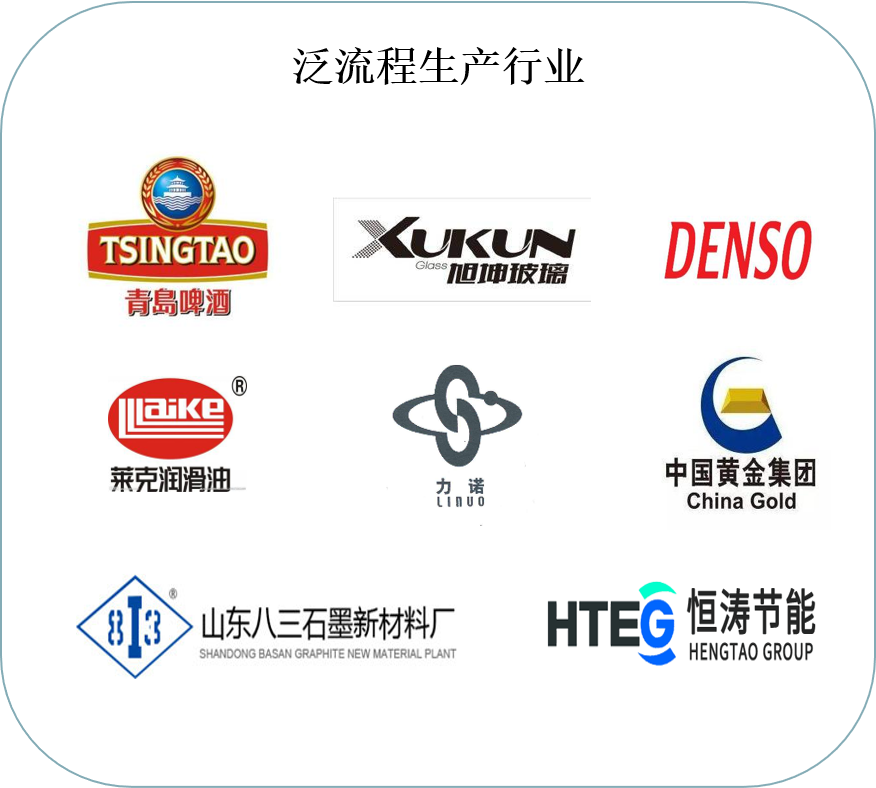 泛流程生产行业
TSINGTAO
青島啤酒
XUKUN
Glass 旭坤玻璃
DENSO
laike ®
莱克润滑油
力诺
LINUO
中国黄金集团
China Gold
813 ®
山东八三石墨新材料厂
SHANDONG BASAN GRAPHITE NEW MATERIAL PLANT
HTEG
恒涛节能
HENGTAO GROUP